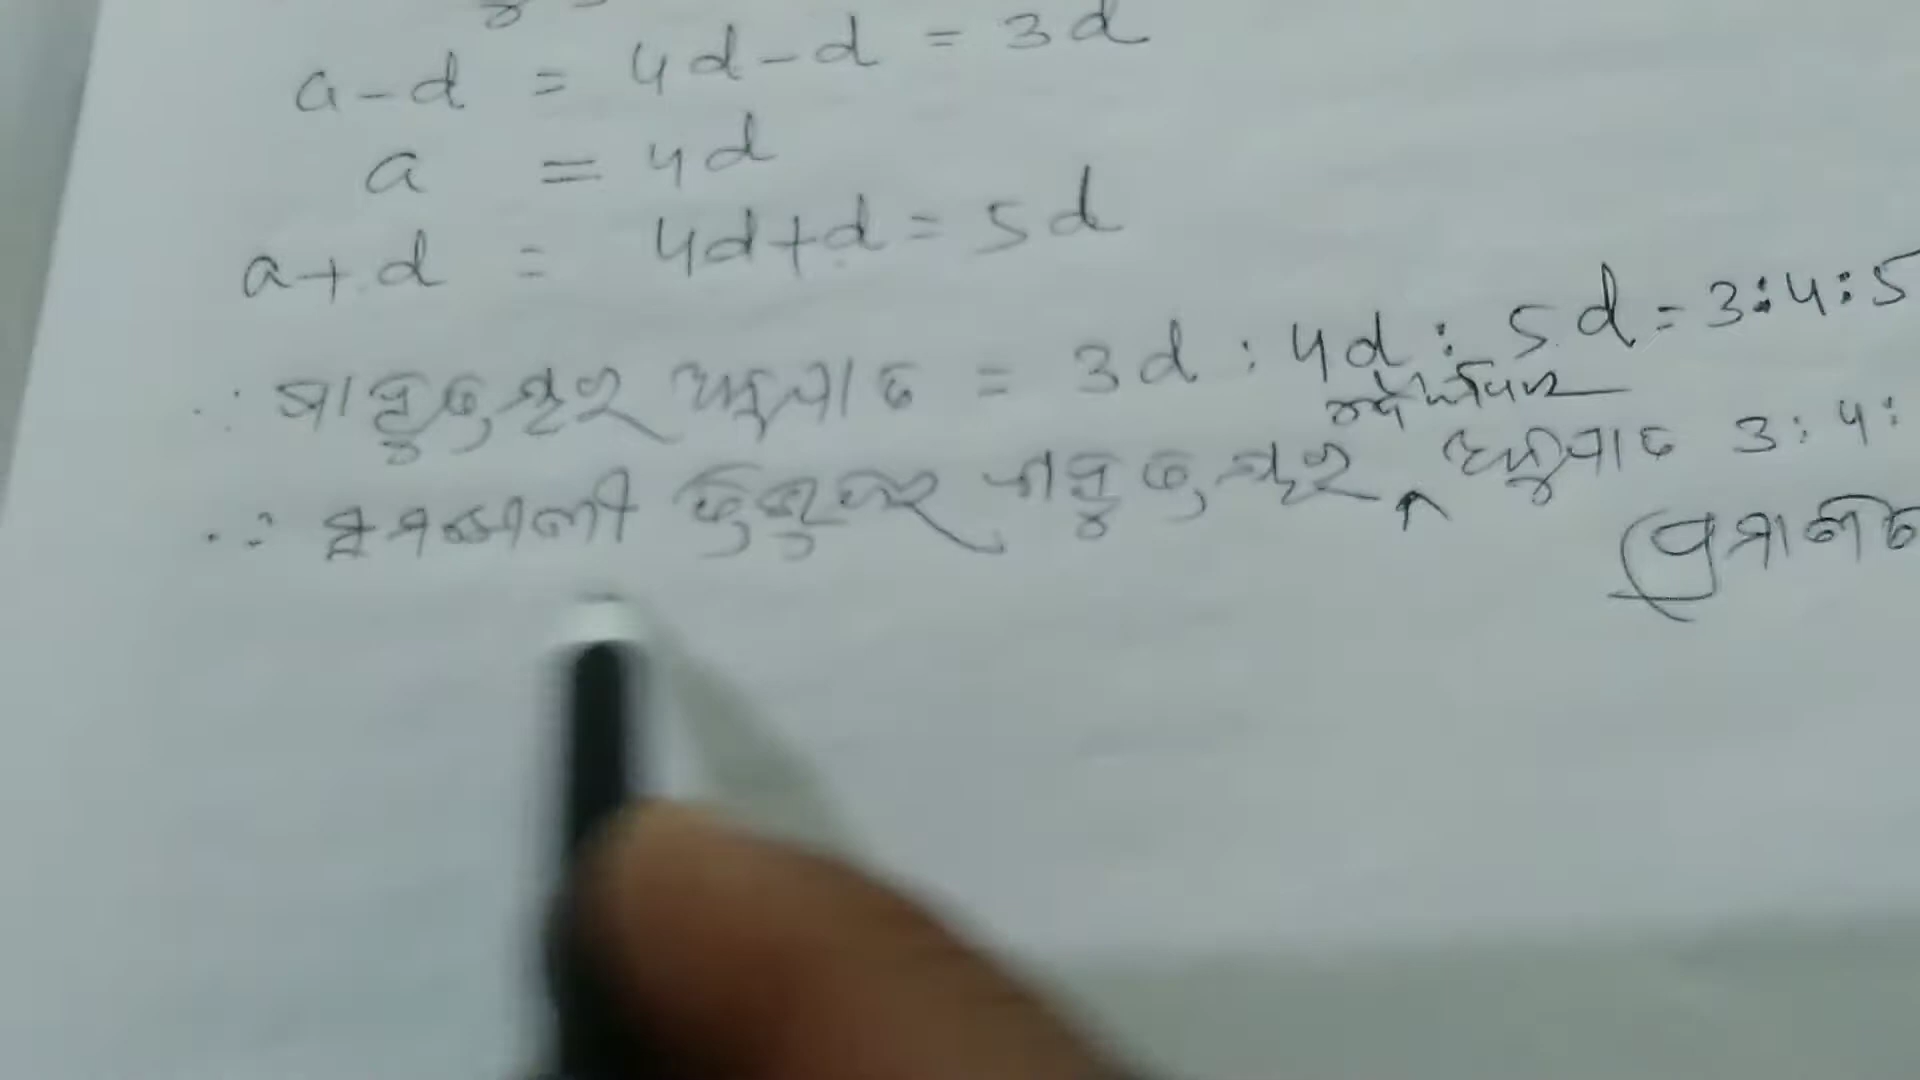 a-d = 4d-d = 3d
a = 4d
a+d = 4d+d = 5d
∴ ବାହୁତ୍ରୟର ଅନୁପାତ = 3d : 4d : 5d = 3:4:5
∴ ସମକୋଣୀ ତ୍ରିଭୁଜର ବାହୁତ୍ରୟର ଅନୁପାତ 3:4:
(ପ୍ରମାଣିତ